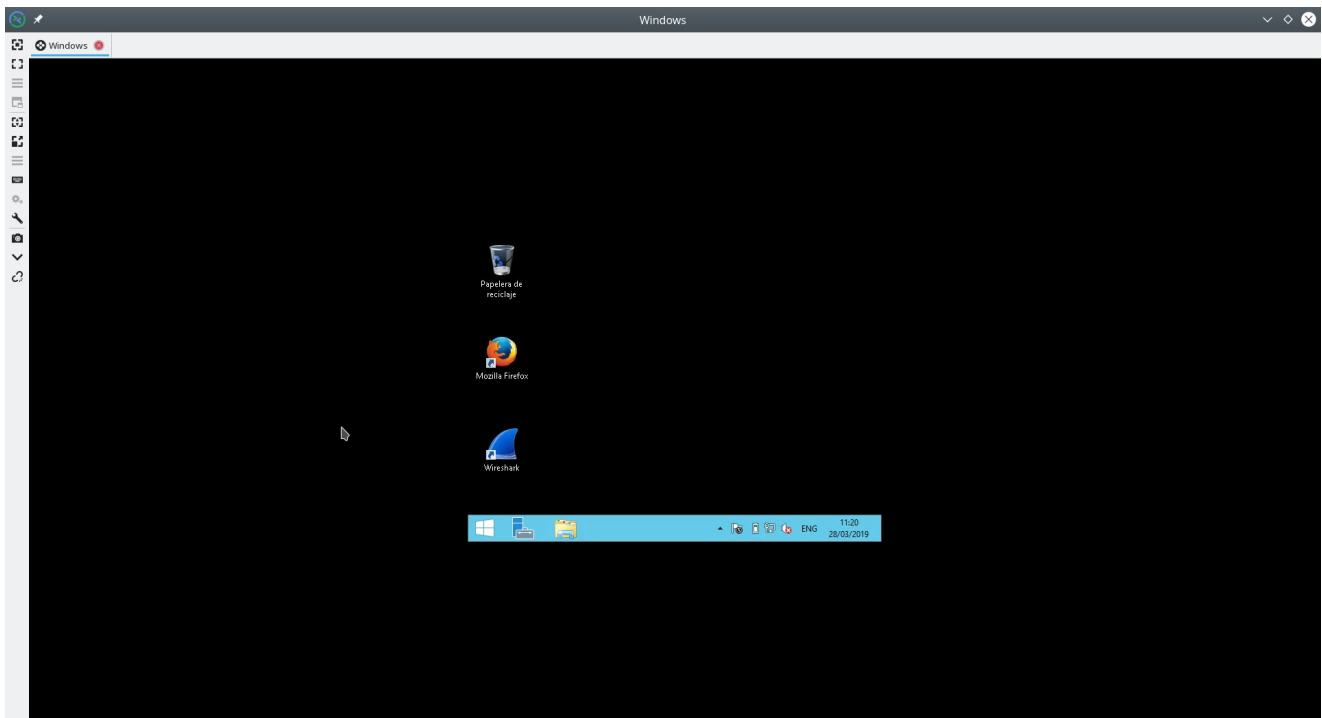 Windows
Windows
Papelera de
reciclaje
Mozilla Firefox
Wireshark
ENG
11:20
28/03/2019